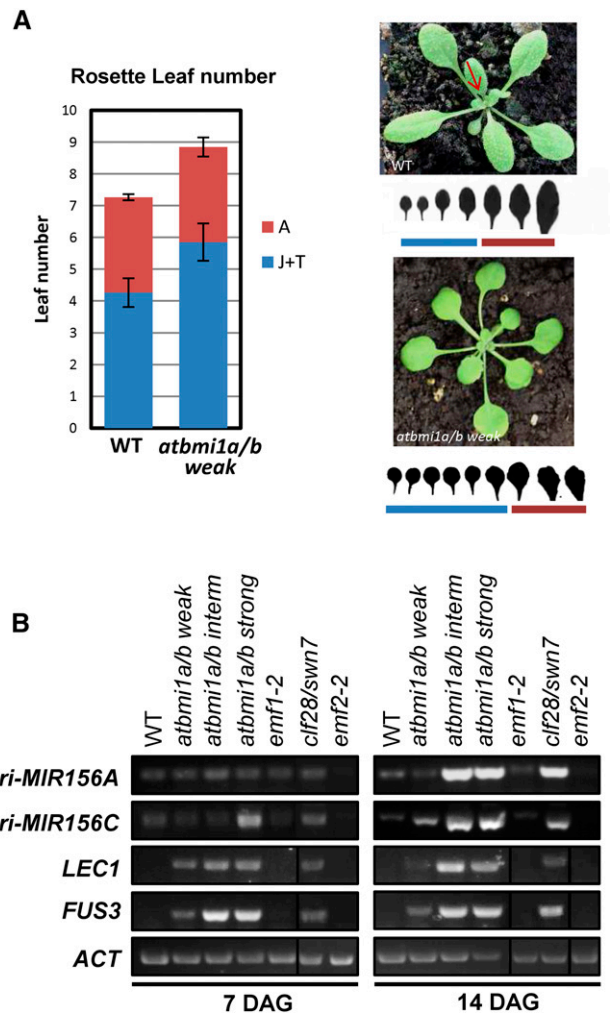 A
Rosette Leaf number
10
9
8
7
6
5
4
3
2
1
0
Leaf number
A
J+T
WT
atbmi1a/b
weak
WT
atbmi1a/b weak
B
WT
atbmi1a/b weak
atbmi1a/b interm
atbmi1a/b strong
emf1-2
clf28/swn7
emf2-2
WT
atbmi1a/b weak
atbmi1a/b interm
atbmi1a/b strong
emf1-2
clf28/swn7
emf2-2
ri-MIR156A
ri-MIR156C
LEC1
FUS3
ACT
7 DAG
14 DAG